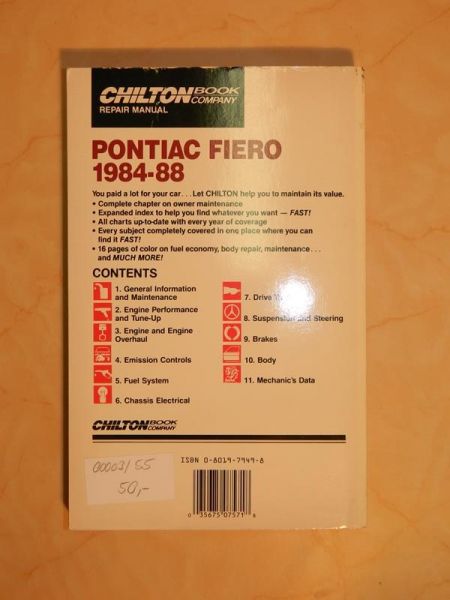 CHILTON BOOK COMPANY
REPAIR MANUAL
PONTIAC FIERO
1984-88
You paid a lot for your car... Let CHILTON help you to maintain its value.
• Complete chapter on owner maintenance
• Expanded index to help you find whatever you want — FAST!
• All charts up-to-date with every year of coverage
• Every subject completely covered in one place where you can
find it FAST!
• 16 pages of color on fuel economy, body repair, maintenance...
and MUCH MORE!
CONTENTS
1. General Information
and Maintenance
2. Engine Performance
and Tune-Up
3. Engine and Engine
Overhaul
4. Emission Controls
5. Fuel System
6. Chassis Electrical
7. Drive
8. Suspension and Steering
9. Brakes
10. Body
11. Mechanic's Data
CHILTON BOOK COMPANY
ISBN 0-8019-7949-8
00003/55
50,-
0 35675 07571 8